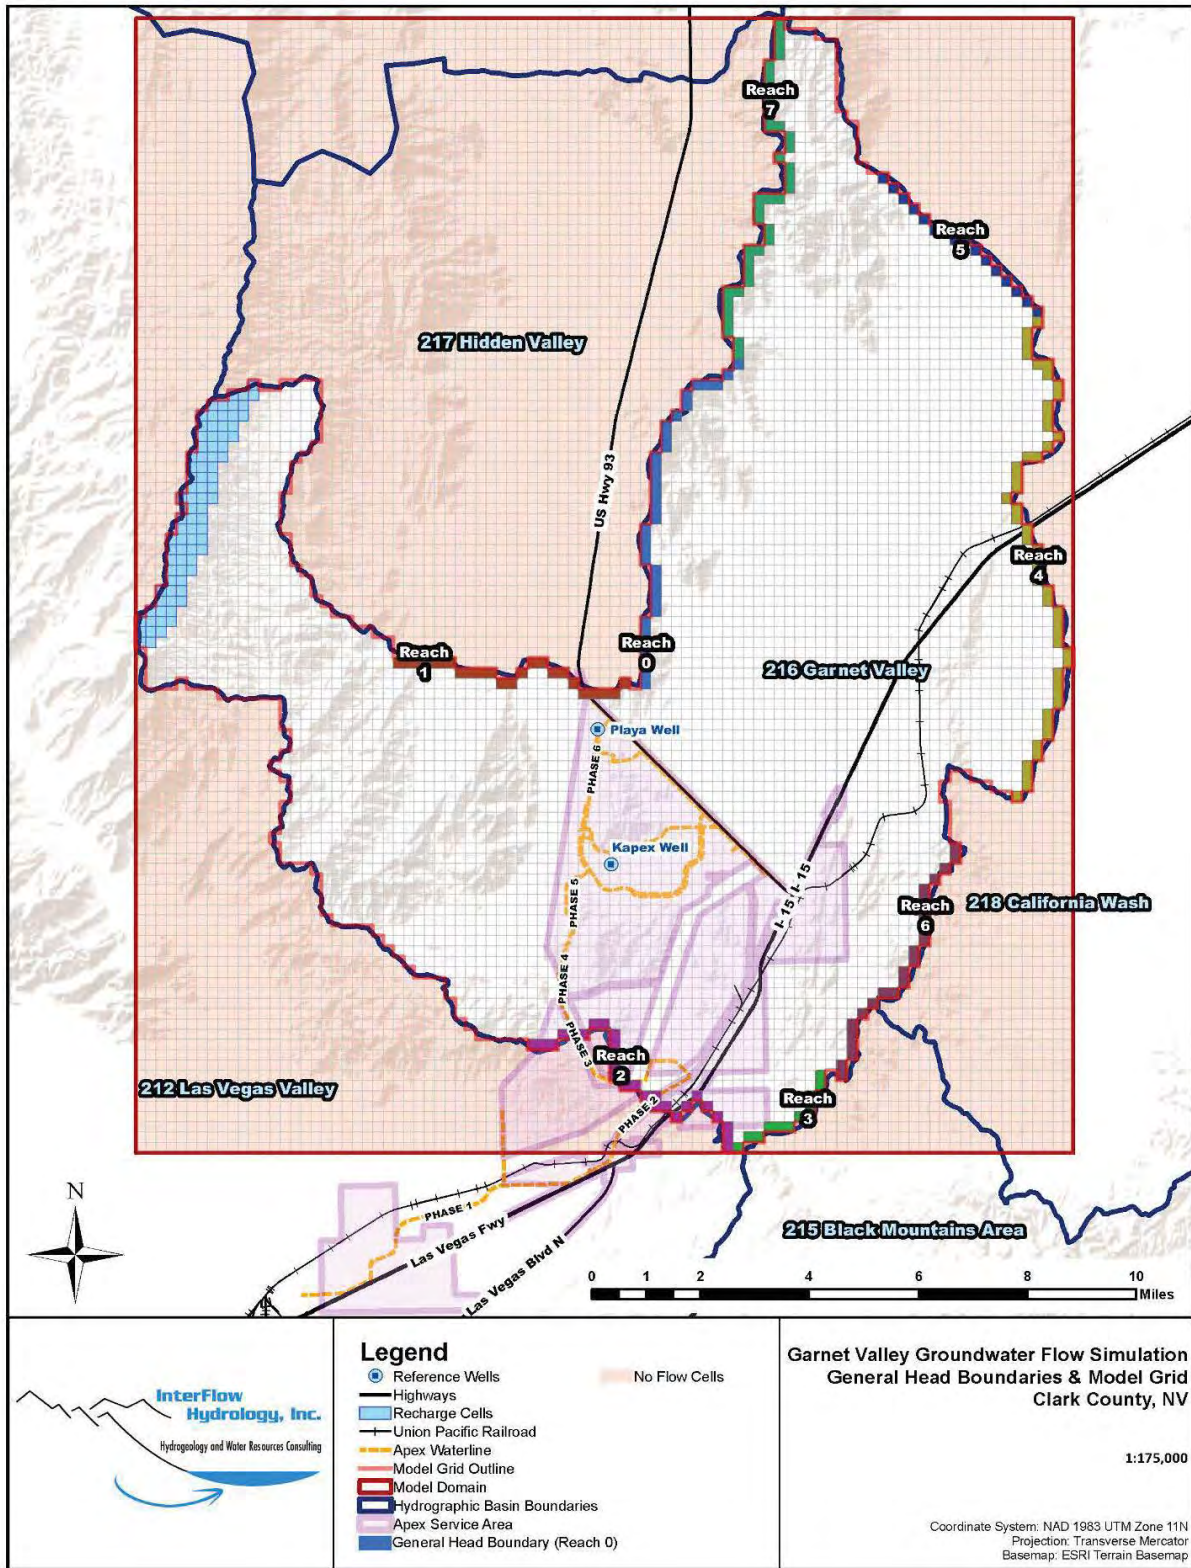 Reach
7
Reach
5
217 Hidden Valley
US Hwy 93
Reach
4
Reach
0
Reach
1
216 Garnet Valley
Playa Well
PHASE 6
Kapex Well
PHASE 5
I-15
I-15
Reach
6
218 California Wash
PHASE 4
PHASE 3
Reach
2
212 Las Vegas Valley
PHASE 2
Reach
3
N
PHASE 1
Las Vegas Fwy
Las Vegas Blvd N
215 Black Mountains Area
0 1 2 4 6 8 10
Miles
InterFlow
Hydrology, Inc.
Hydrogeology and Water Resources Consulting
Legend
Reference Wells
Highways
Recharge Cells
Union Pacific Railroad
Apex Waterline
Model Grid Outline
Model Domain
Hydrographic Basin Boundaries
Apex Service Area
General Head Boundary (Reach 0)
No Flow Cells
Garnet Valley Groundwater Flow Simulation
General Head Boundaries & Model Grid
Clark County, NV
1:175,000
Coordinate System: NAD 1983 UTM Zone 11N
Projection: Transverse Mercator
Basemap: ESRI Terrain Basemap